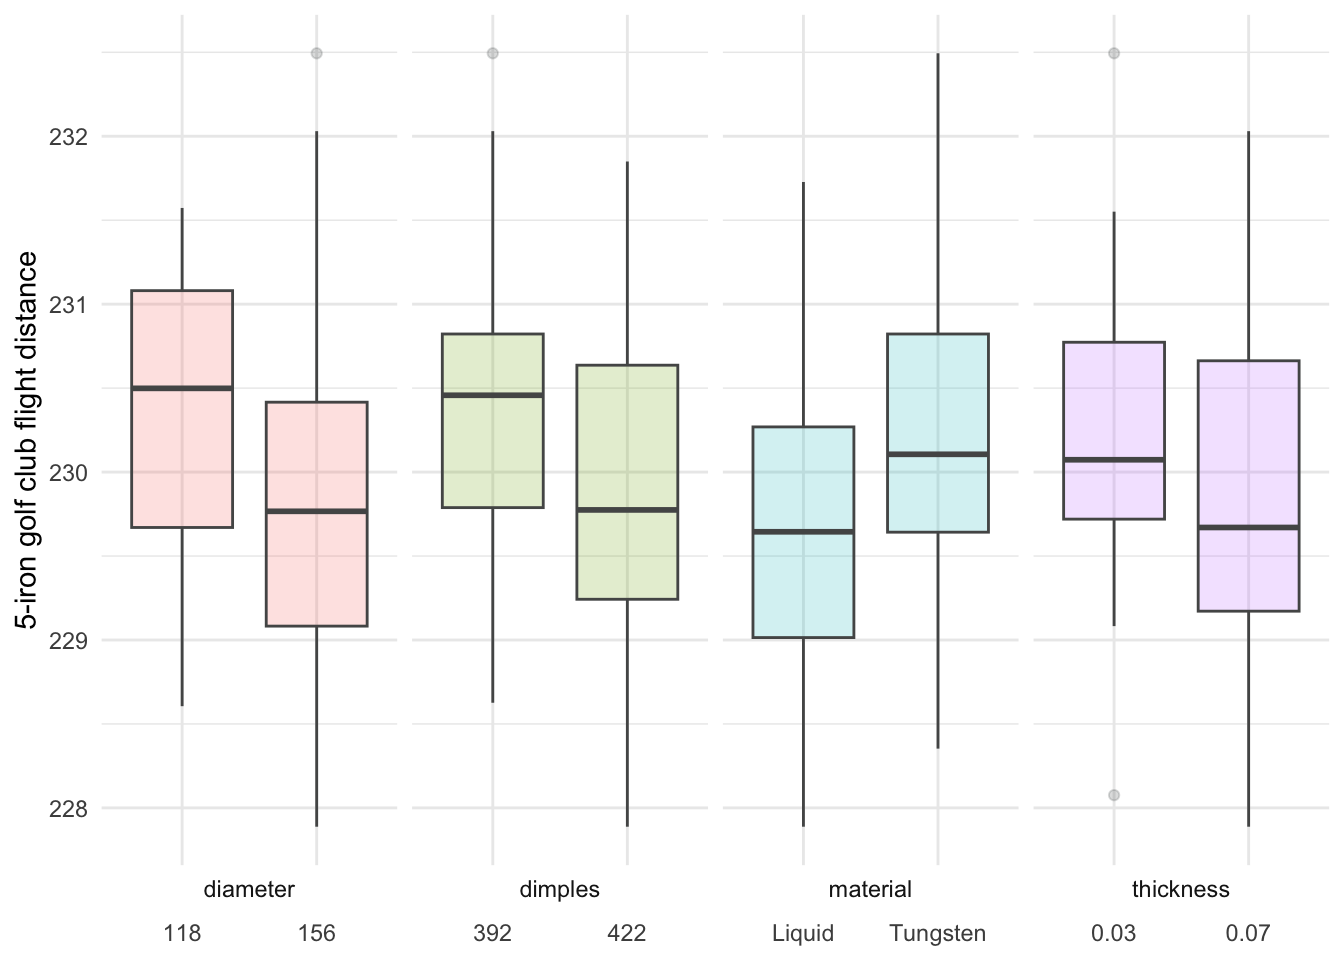 5-iron golf club flight distance
232
231
230
229
228
diameter dimples material thickness
118 156 392 422 Liquid Tungsten 0.03 0.07